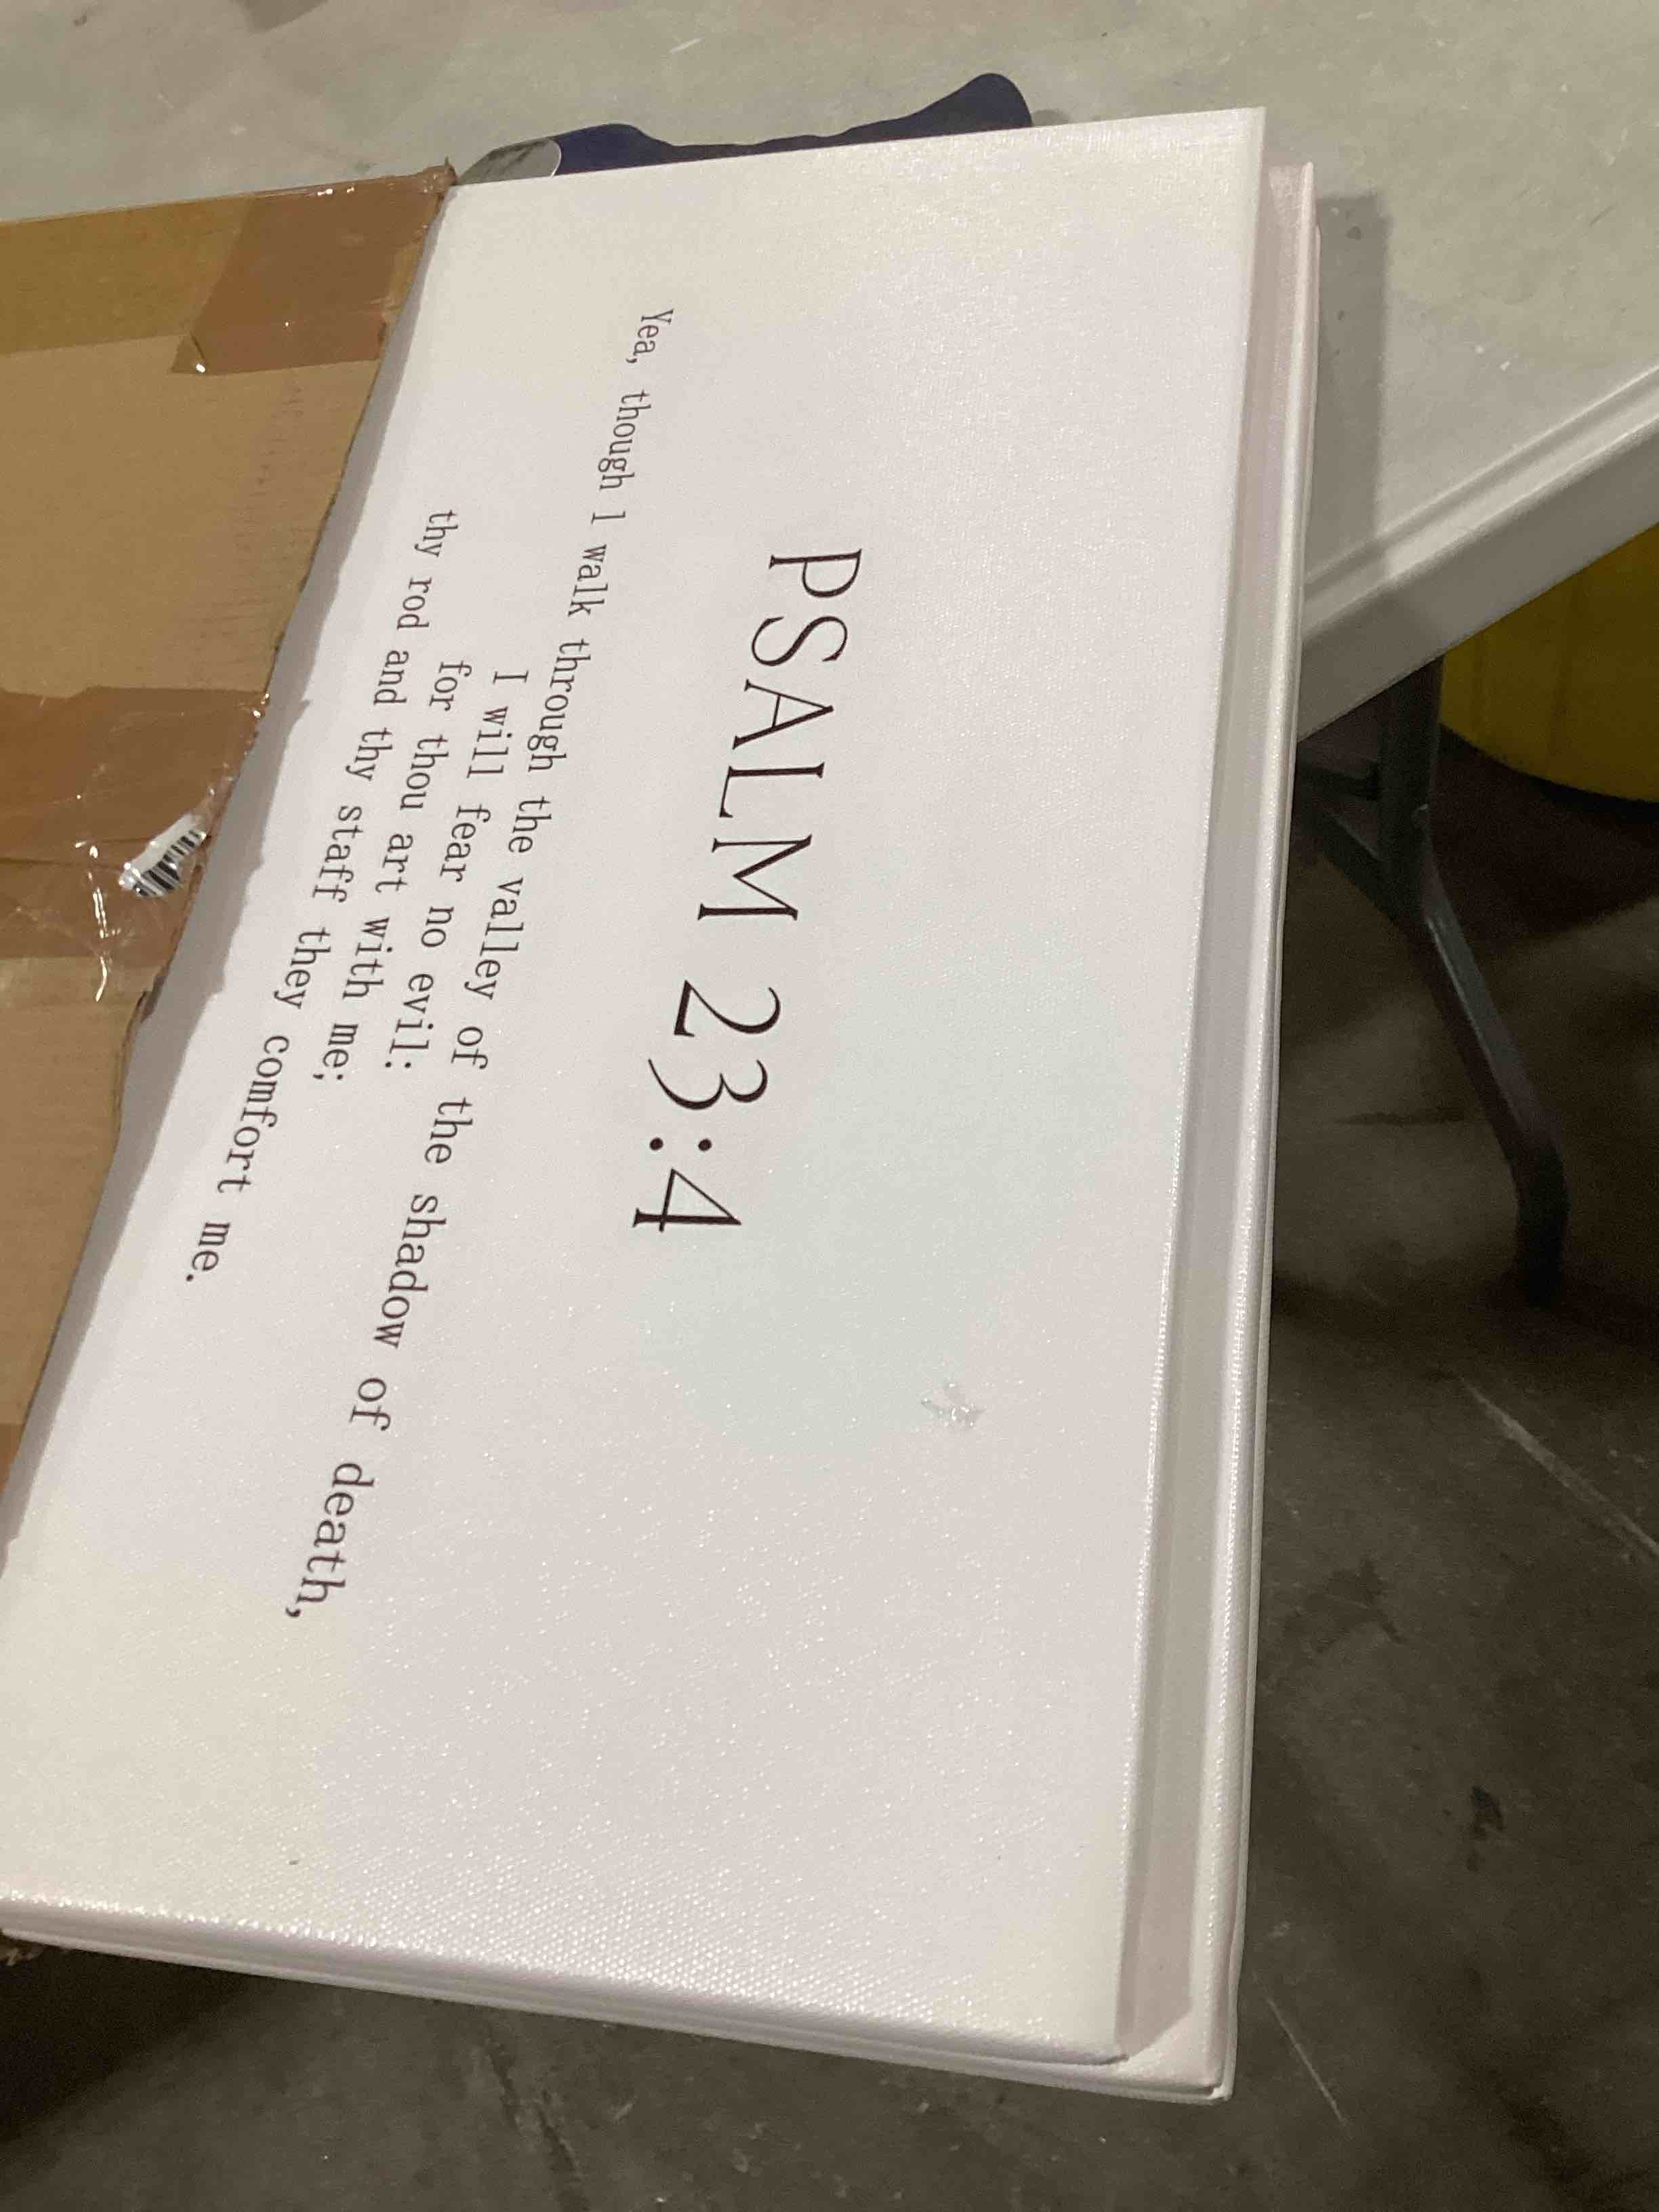 PSALM 23:4
Yea, though I walk through the valley of the shadow of death,
I will fear no evil:
for thou art with me;
thy rod and thy staff they comfort me.